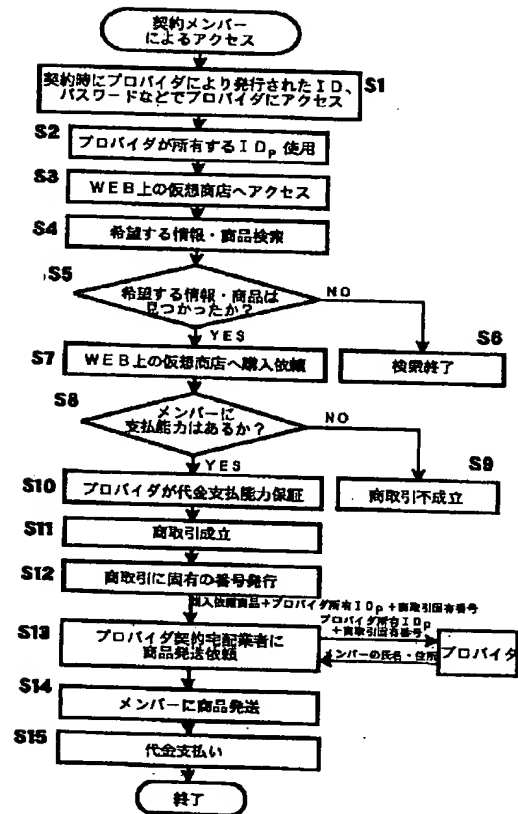 契約メンバー
によるアクセス
S1
契約時にプロバイダにより発行されたID、
パスワードなどでプロバイダにアクセス
S2
プロバイダが所有するIDP 使用
S3
WEB上の仮想商店へアクセス
S4
希望する情報・商品検索
S5
希望する情報・商品は
見つかったか?
NO
YES
S6
検索終了
S7
WEB上の仮想商店へ購入依頼
S8
メンバーに
支払能力はあるか?
NO
YES
S9
商取引不成立
S10
プロバイダが代金支払能力保証
S11
商取引成立
S12
商取引に固有の番号発行
購入依頼商品+プロバイダ所有IDP+商取引固有番号
S13
プロバイダ契約宅配業者に
商品発送依頼
プロバイダ所有IDP
+商取引固有番号
メンバーの氏名・住所
プロバイダ
S14
メンバーに商品発送
S15
代金支払い
終了